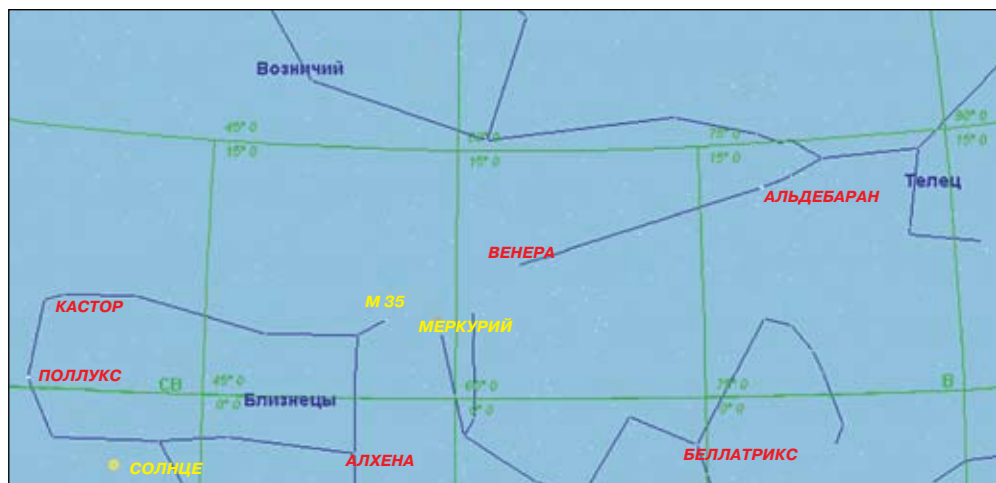 Возничий
45° 0
60° 0
75° 0
90° 0
15° 0
15° 0
15° 0
15° 0
Телец
АЛЬДЕБАРАН
ВЕНЕРА
М 35
КАСТОР
МЕРКУРИЙ
ПОЛЛУКС
СВ
45° 0
60° 0
75° 0
В
0° 0
0° 0
0° 0
Близнецы
СОЛНЦЕ
АЛХЕНА
БЕЛЛАТРИКС